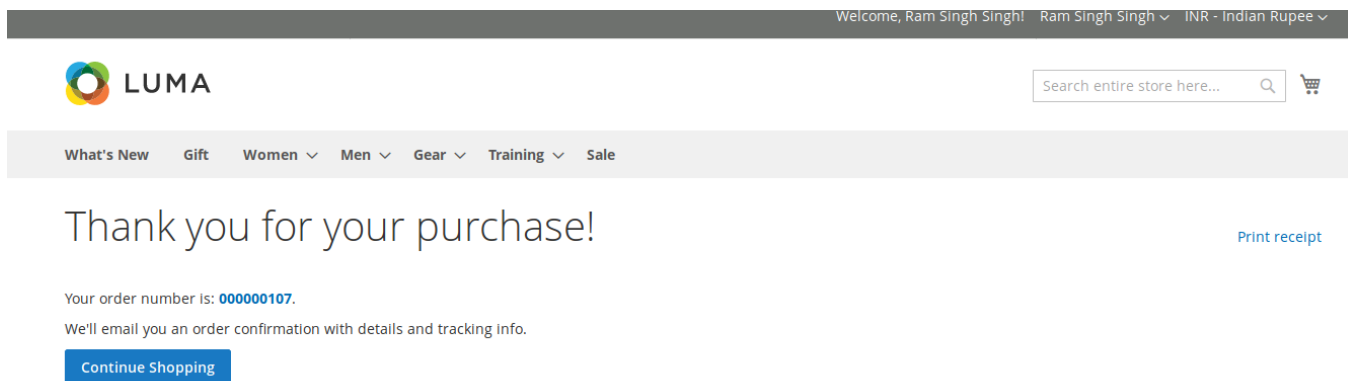 Welcome, Ram Singh Singh! Ram Singh Singh INR - Indian Rupee
LUMA
Search entire store here...
What's New Gift Women Men Gear Training Sale
Thank you for your purchase!
Print receipt
Your order number is: 000000107.
We'll email you an order confirmation with details and tracking info.
Continue Shopping